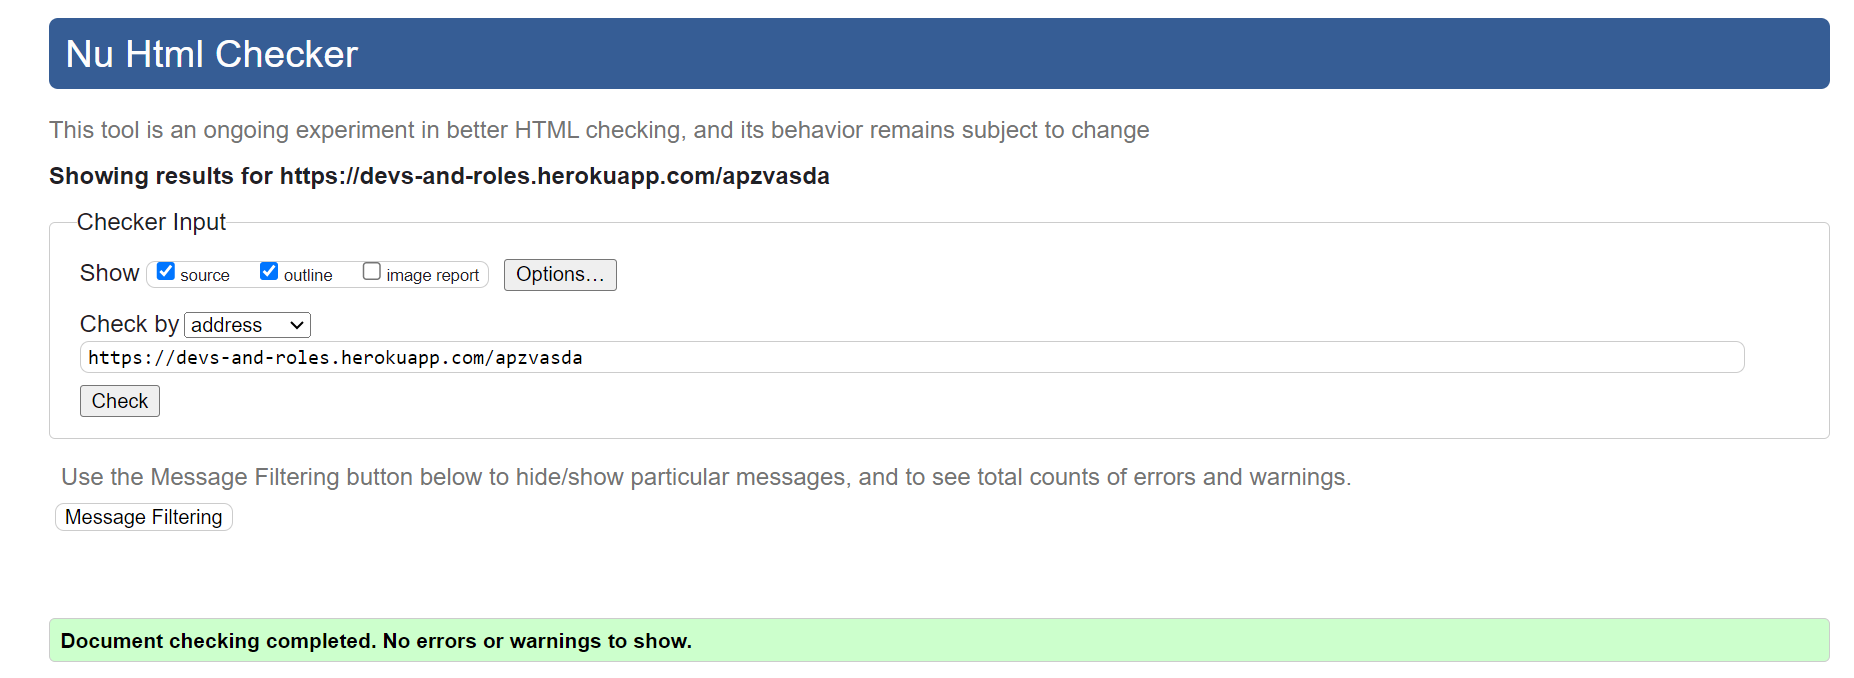 Nu Html Checker
This tool is an ongoing experiment in better HTML checking, and its behavior remains subject to change
Showing results for https://devs-and-roles.herokuapp.com/apzvasda
Checker Input
Show source outline image report Options...
Check by address
https://devs-and-roles.herokuapp.com/apzvasda
Check
Use the Message Filtering button below to hide/show particular messages, and to see total counts of errors and warnings.
Message Filtering
Document checking completed. No errors or warnings to show.